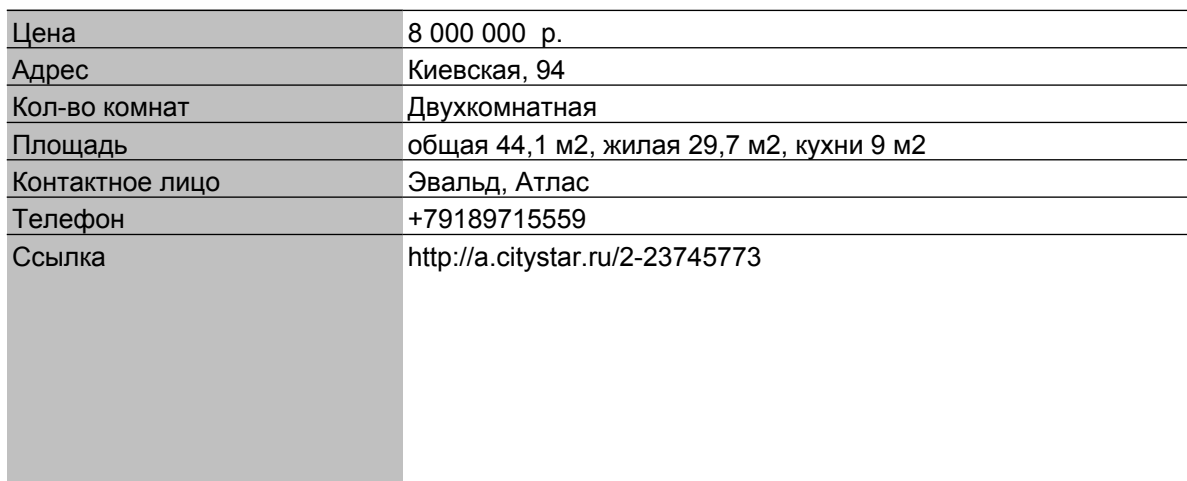 Цена 8 000 000 р.
Адрес Киевская, 94
Кол-во комнат Двухкомнатная
Площадь общая 44,1 м2, жилая 29,7 м2, кухни 9 м2
Контактное лицо Эвальд, Атлас
Телефон +79189715559
Ссылка http://a.citystar.ru/2-23745773